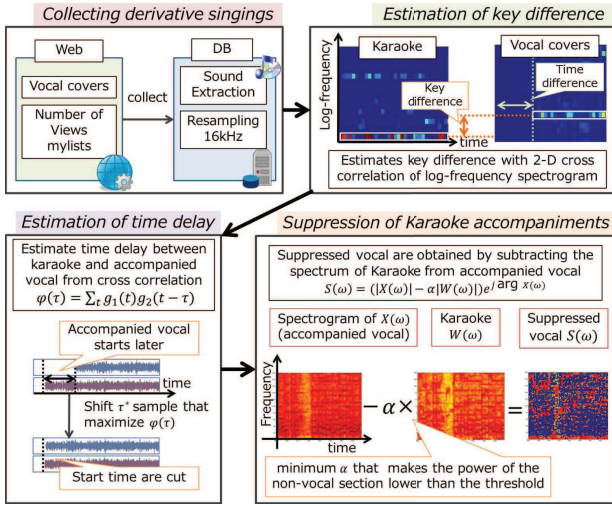 Collecting derivative singings
Web
Vocal covers
Number of
Views
mylists
collect
DB
Sound
Extraction
Resampling
16kHz
Estimation of key difference
Karaoke
Vocal covers
Log-frequency
Key
difference
Time
difference
time
Estimates key difference with 2-D cross
correlation of log-frequency spectrogram
Estimation of time delay
Estimate time delay between
karaoke and accompanied
vocal from cross correlation
φ(τ) = ∑ₜ g₁(t)g₂(t − τ)
Accompanied vocal
starts later
time
Shift τ* sample that
maximize φ(τ)
Start time are cut
Suppression of Karaoke accompaniments
Suppressed vocal are obtained by subtracting the
spectrum of Karaoke from accompanied vocal
S(ω) = (|X(ω)| − α|W(ω)|)e^{j arg X(ω)}
Spectrogram of X(ω)
(accompanied vocal)
Karaoke
W(ω)
Suppressed
vocal S(ω)
Frequency
− α ×
=
time
minimum α that makes the power of the
non-vocal section lower than the threshold